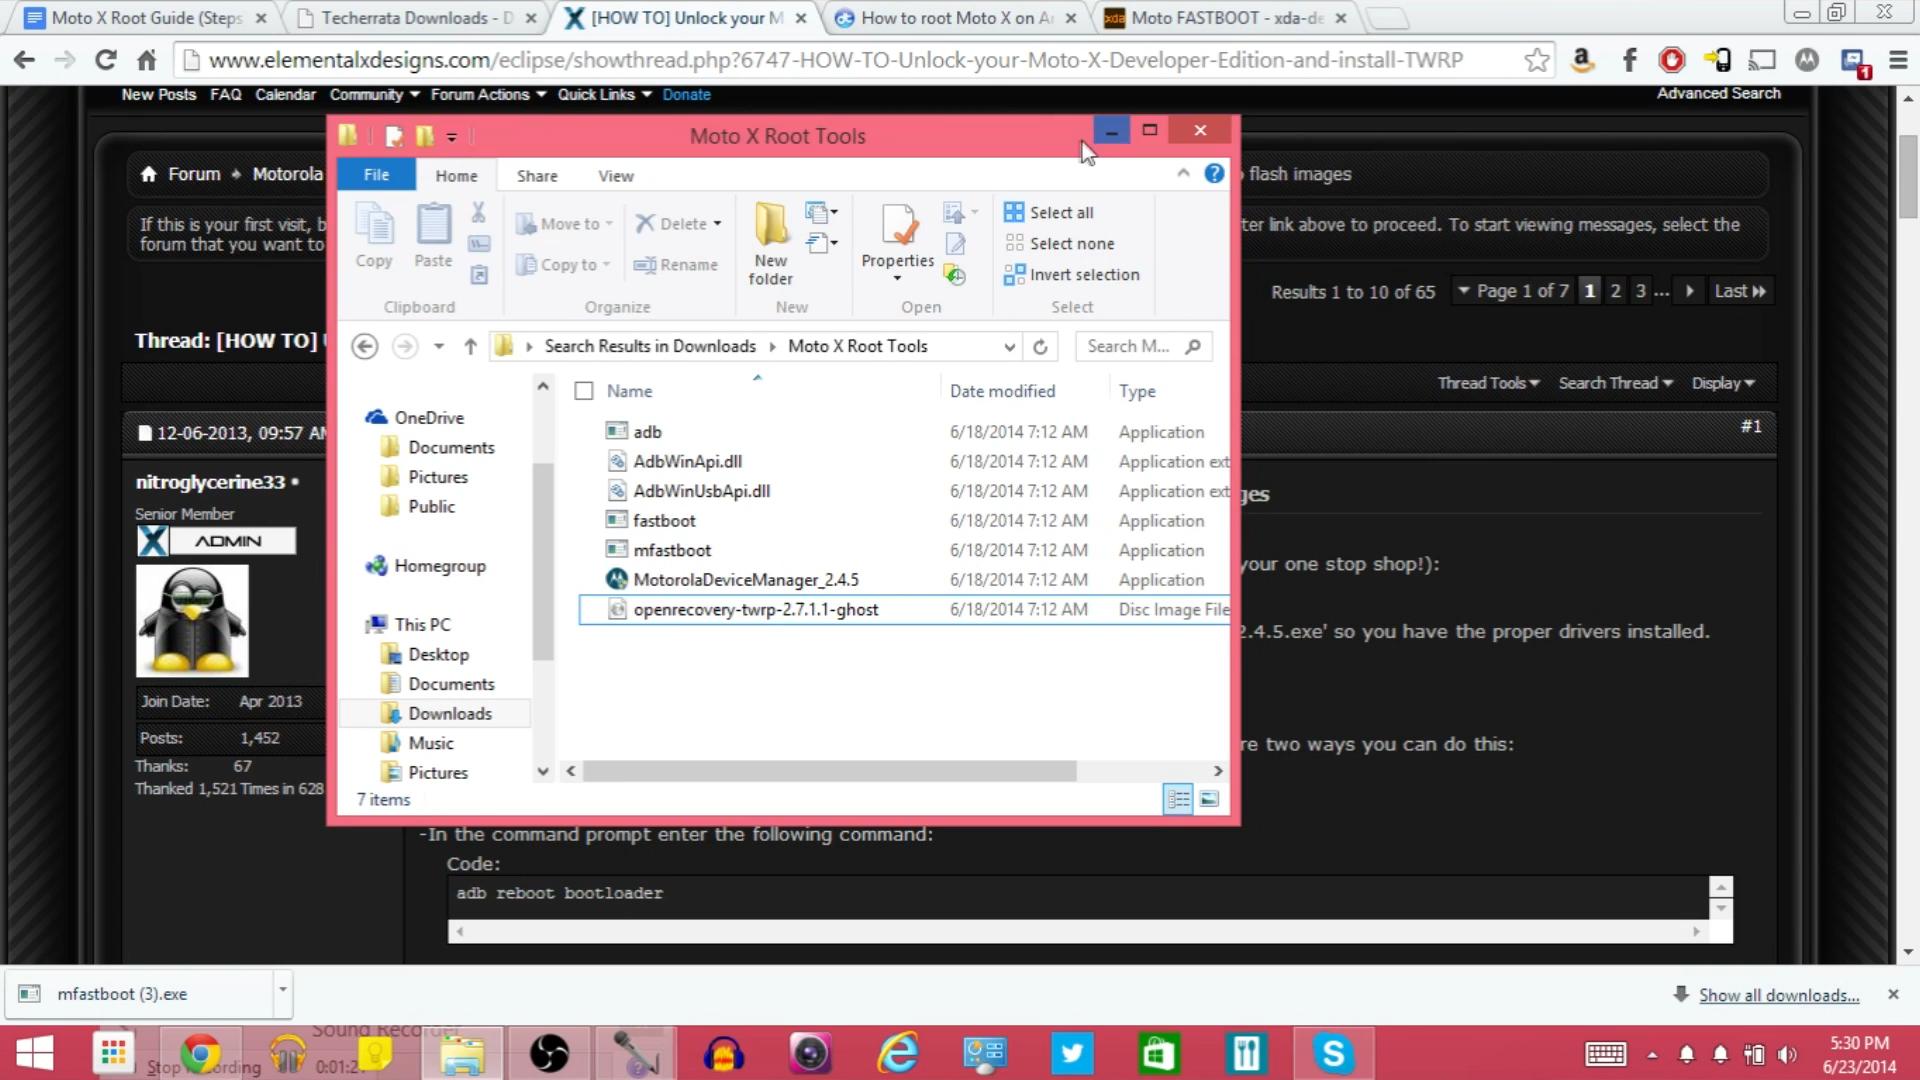 Moto X Root Guide (Steps
Techerrata Downloads - D
[HOW TO] Unlock your M
How to root Moto X on A
Moto FASTBOOT - xda-de
www.elementalxdesigns.com/eclipse/showthread.php?6747-HOW-TO-Unlock-your-Moto-X-Developer-Edition-and-install-TWRP
1
New Posts FAQ Calendar Community Forum Actions Quick Links Donate
Advanced Search
Moto X Root Tools
Forum Motorola
flash images
File Home Share View
If this is your first visit, b
forum that you want to
ter link above to proceed. To start viewing messages, select the
Copy
Paste
Move to
Copy to
Delete
Rename
New
folder
Properties
Select all
Select none
Invert selection
Clipboard
Organize
New
Open
Select
Results 1 to 10 of 65
Page 1 of 7 1 2 3 ... Last
Thread: [HOW TO]
Search Results in Downloads Moto X Root Tools
Search M...
Thread Tools Search Thread Display
Name Date modified Type
12-06-2013, 09:57 AM
#1
OneDrive
Documents
Pictures
Public
Homegroup
This PC
Desktop
Documents
Downloads
Music
Pictures
adb 6/18/2014 7:12 AM Application
AdbWinApi.dll 6/18/2014 7:12 AM Application ext
AdbWinUsbApi.dll 6/18/2014 7:12 AM Application ext
fastboot 6/18/2014 7:12 AM Application
mfastboot 6/18/2014 7:12 AM Application
MotorolaDeviceManager_2.4.5 6/18/2014 7:12 AM Application
openrecovery-twrp-2.7.1.1-ghost 6/18/2014 7:12 AM Disc Image File
7 items
nitroglycerine33
Senior Member
X ADMIN
Join Date: Apr 2013
Posts: 1,452
Thanks: 67
Thanked 1,521 Times in 628
ges
your one stop shop!):
2.4.5.exe' so you have the proper drivers installed.
re two ways you can do this:
-In the command prompt enter the following command:
Code:
adb reboot bootloader
mfastboot (3).exe
Show all downloads...
Sound Recorder
Stop recording
0:01:2
5:30 PM
6/23/2014